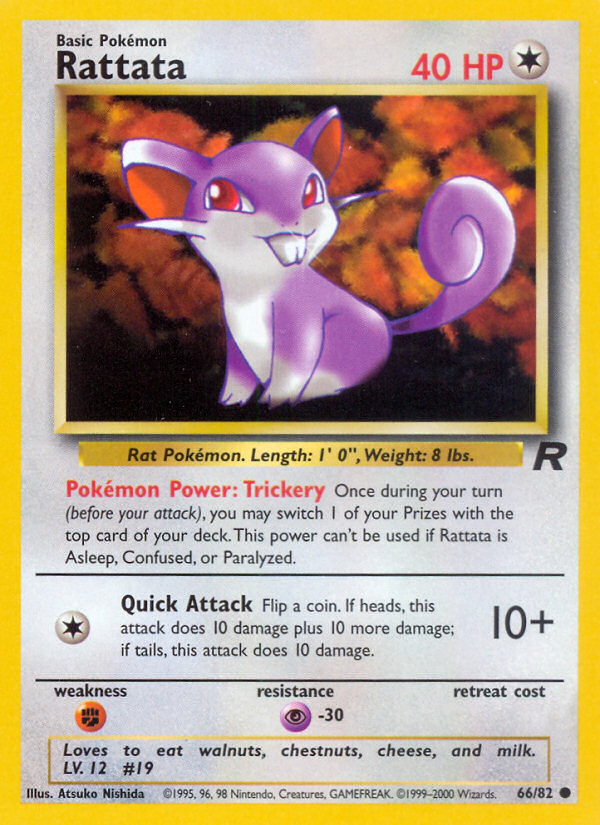 Basic Pokémon
Rattata
40 HP
Rat Pokémon. Length: 1' 0", Weight: 8 lbs.
R
Pokémon Power: Trickery Once during your turn
(before your attack), you may switch 1 of your Prizes with the
top card of your deck. This power can't be used if Rattata is
Asleep, Confused, or Paralyzed.
Quick Attack Flip a coin. If heads, this
attack does 10 damage plus 10 more damage;
if tails, this attack does 10 damage.
10+
weakness resistance retreat cost
-30
Loves to eat walnuts, chestnuts, cheese, and milk.
LV. 12 #19
Illus. Atsuko Nishida ©1995, 96, 98 Nintendo, Creatures, GAMEFREAK. ©1999–2000 Wizards. 66/82